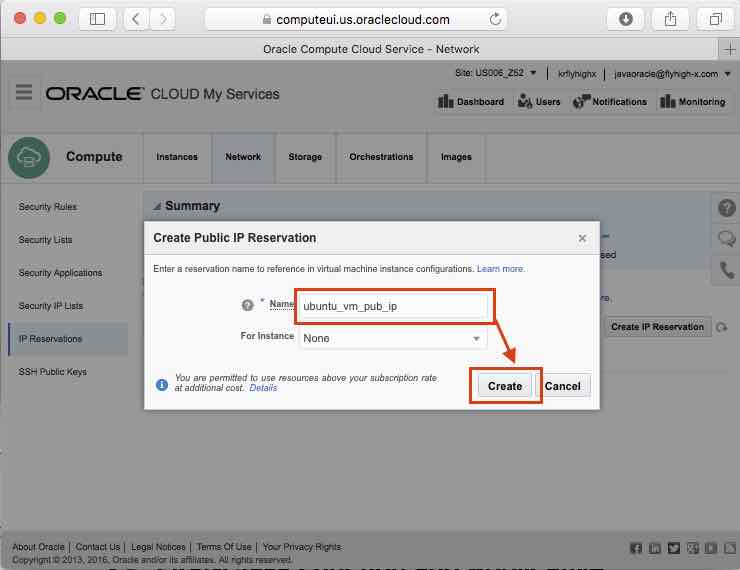 computeui.us.oraclecloud.com
Oracle Compute Cloud Service - Network
Site: US006_Z52
krflyhighx
javaoracle@flyhigh-x.com
ORACLE CLOUD My Services
Dashboard
Users
Notifications
Monitoring
Compute
Instances
Network
Storage
Orchestrations
Images
Security Rules
Security Lists
Security Applications
Security IP Lists
IP Reservations
SSH Public Keys
Summary
Create Public IP Reservation
Enter a reservation name to reference in virtual machine instance configurations. Learn more.
* Name
ubuntu_vm_pub_ip
For Instance
None
You are permitted to use resources above your subscription rate
at additional cost. Details
Create
Cancel
Create IP Reservation
About Oracle | Contact Us | Legal Notices | Terms Of Use | Your Privacy Rights
Copyright © 2013, 2016, Oracle and/or its affiliates. All rights reserved.